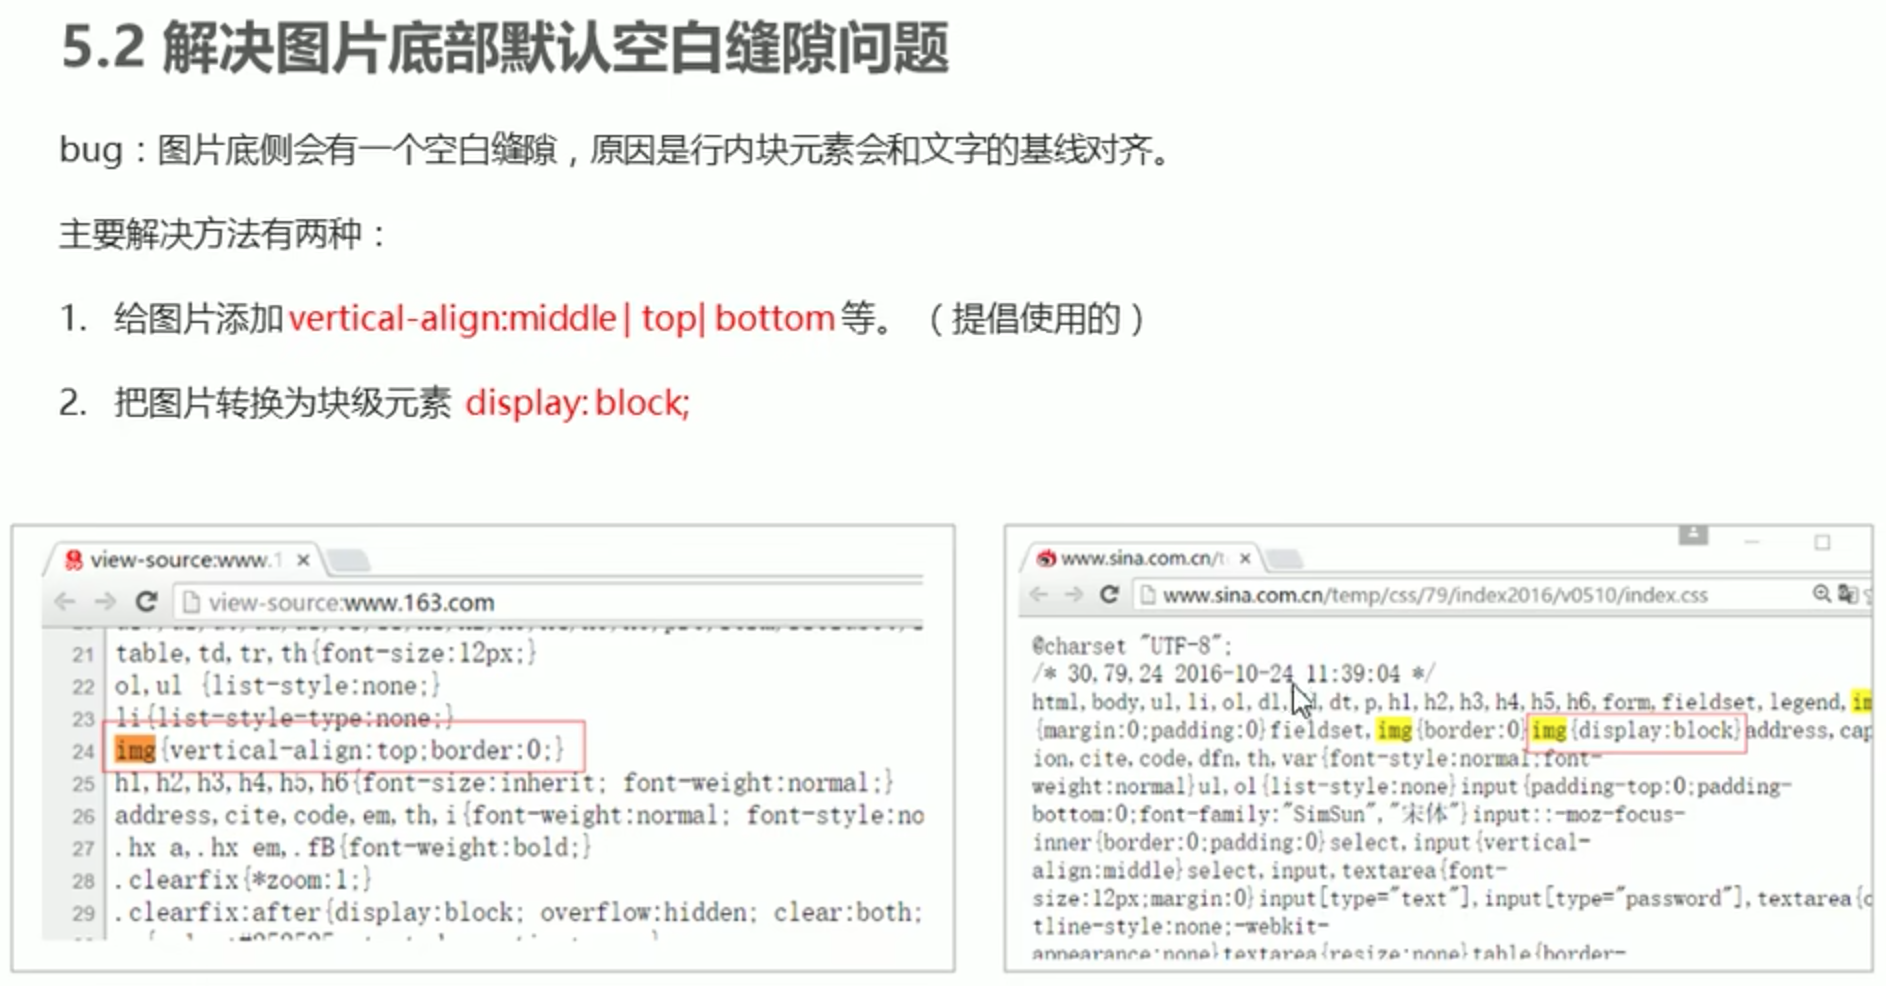 5.2 解决图片底部默认空白缝隙问题
bug：图片底侧会有一个空白缝隙，原因是行内块元素会和文字的基线对齐。
主要解决方法有两种：
1. 给图片添加vertical-align:middle| top| bottom等。（提倡使用的）
2. 把图片转换为块级元素 display:block;
view-source:www.1
view-source:www.163.com
21 table,td,tr,th{font-size:12px;}
22 ol,ul {list-style:none;}
23 li{list-style-type:none;}
24 img{vertical-align:top;border:0;}
25 h1,h2,h3,h4,h5,h6{font-size:inherit; font-weight:normal;}
26 address,cite,code,em,th,i{font-weight:normal; font-style:no
27 .hx a,.hx em,.fB{font-weight:bold;}
28 .clearfix{*zoom:1;}
29 .clearfix:after{display:block; overflow:hidden; clear:both;
www.sina.com.cn/t
www.sina.com.cn/temp/css/79/index2016/v0510/index.css
@charset "UTF-8";
/* 30,79,24 2016-10-24 11:39:04 */
html,body,ul,li,ol,dl,dd,dt,p,h1,h2,h3,h4,h5,h6,form,fieldset,legend,im
{margin:0;padding:0}fieldset,img{border:0}img{display:block}address,cap
ion,cite,code,dfn,th,var{font-style:normal;font-
weight:normal}ul,ol{list-style:none}input{padding-top:0;padding-
bottom:0;font-family:"SimSun","宋体"}input::-moz-focus-
inner{border:0;padding:0}select,input{vertical-
align:middle}select,input,textarea{font-
size:12px;margin:0}input[type="text"],input[type="password"],textarea{o
tline-style:none;-webkit-
appearance:none}textarea{resize:none}table{border-